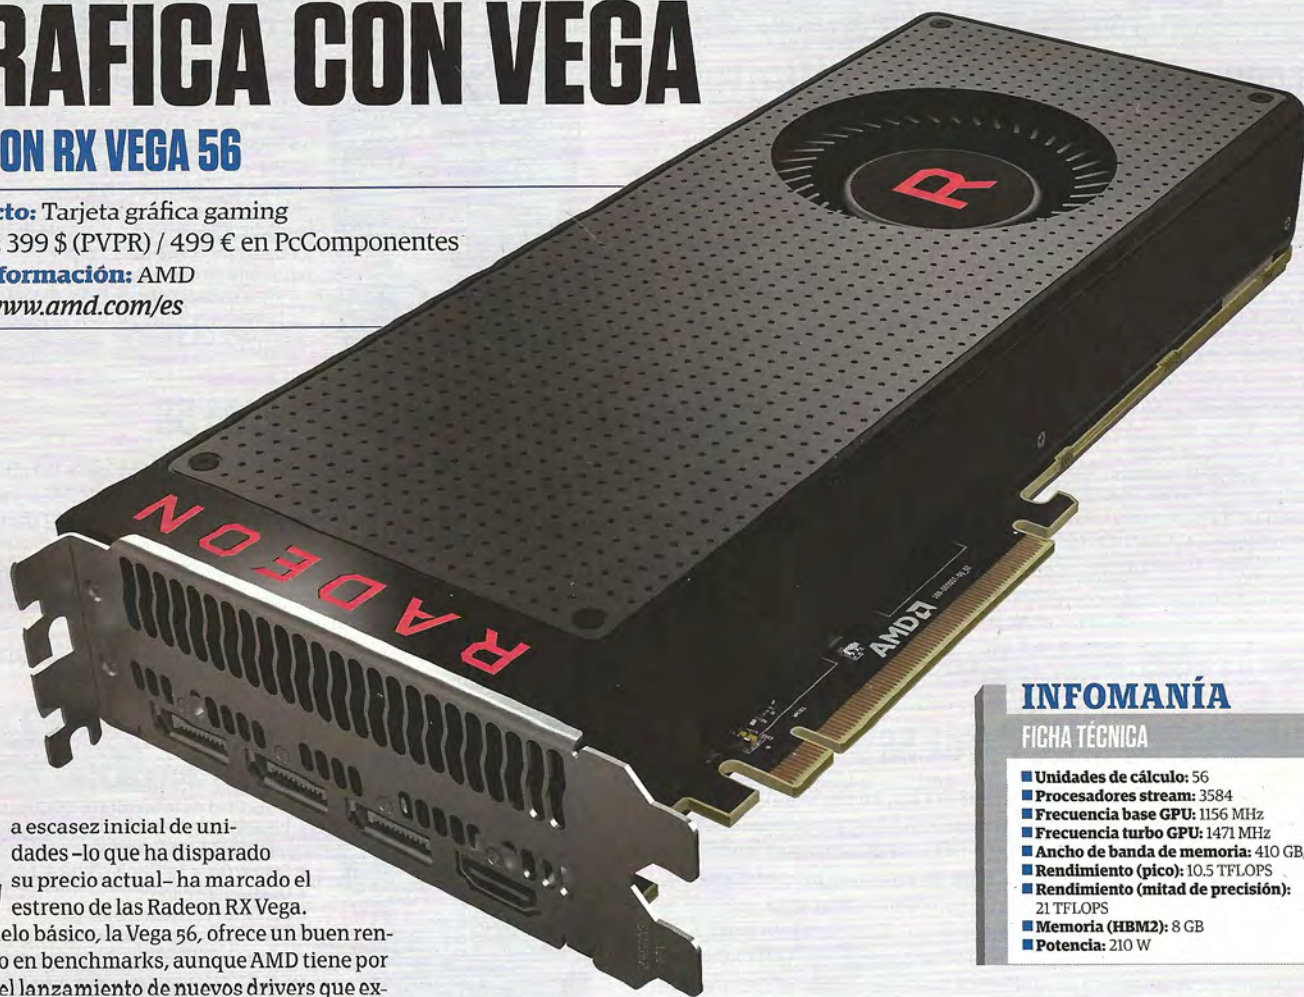 RAFICA CON VEGA
ON RX VEGA 56
cto: Tarjeta gráfica gaming
399 $ (PVPR) / 499 € en PcComponentes
formación: AMD
www.amd.com/es
R
RADEON
AMD
INFOMANÍA
FICHA TÉCNICA
Unidades de cálculo: 56
Procesadores stream: 3584
Frecuencia base GPU: 1156 MHz
Frecuencia turbo GPU: 1471 MHz
Ancho de banda de memoria: 410 GB
Rendimiento (pico): 10.5 TFLOPS
Rendimiento (mitad de precisión):
21 TFLOPS
Memoria (HBM2): 8 GB
Potencia: 210 W
a escasez inicial de uni-
dades –lo que ha disparado
su precio actual– ha marcado el
estreno de las Radeon RX Vega.
elo básico, la Vega 56, ofrece un buen ren-
o en benchmarks, aunque AMD tiene por
el lanzamiento de nuevos drivers que ex-